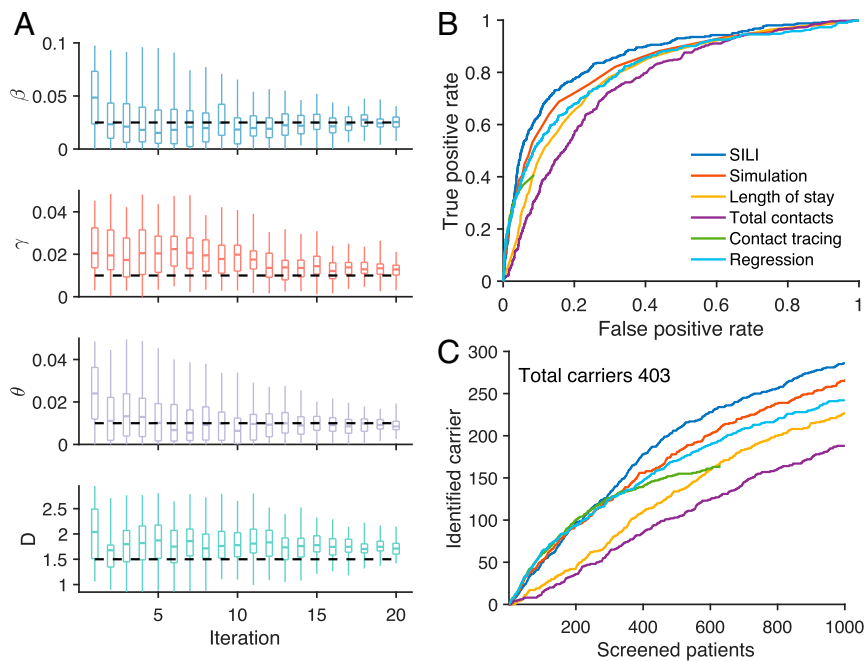 A
0.1
0.05
0
β
0.04
0.02
0
γ
0.04
0.02
0
θ
2.5
2
1.5
1
D
5 10 15 20
Iteration
B
1
0.8
0.6
0.4
0.2
0
True positive rate
SILI
Simulation
Length of stay
Total contacts
Contact tracing
Regression
0 0.2 0.4 0.6 0.8 1
False positive rate
C
300
250
200
150
100
50
0
Identified carrier
Total carriers 403
200 400 600 800 1000
Screened patients